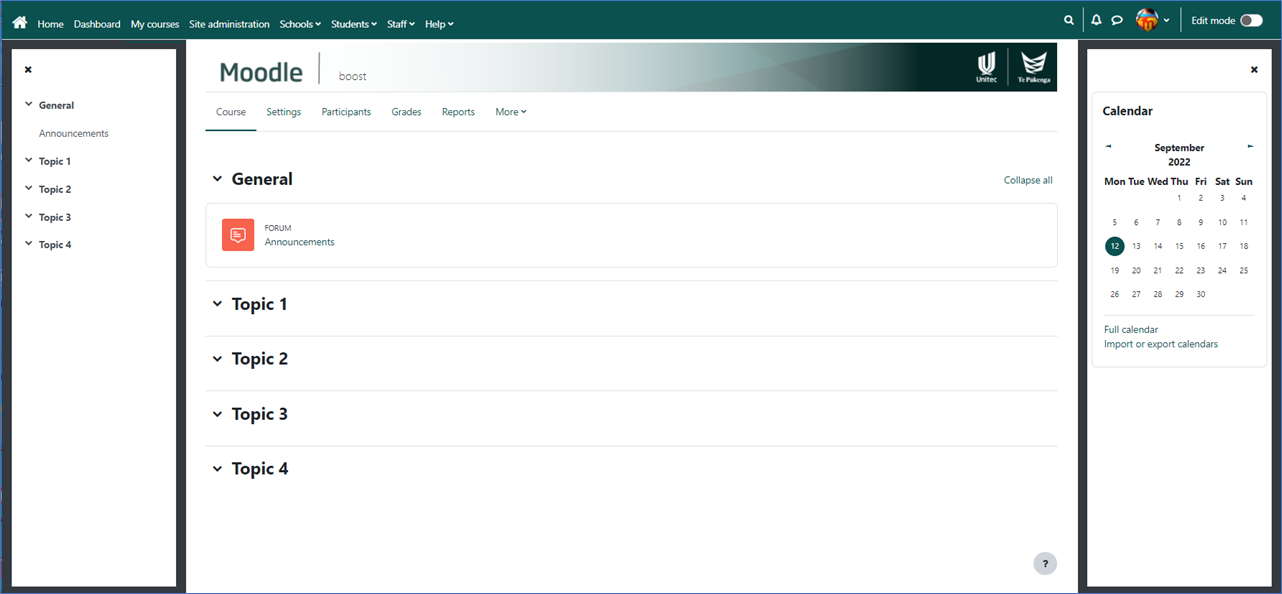 Home Dashboard My courses Site administration Schools Students Staff Help Edit mode
General
Announcements
Topic 1
Topic 2
Topic 3
Topic 4
Moodle boost
Unitec Te Pūkenga
Course Settings Participants Grades Reports More
General Collapse all
FORUM
Announcements
Topic 1
Topic 2
Topic 3
Topic 4
?
Calendar
September
2022
Mon Tue Wed Thu Fri Sat Sun
1 2 3 4
5 6 7 8 9 10 11
12 13 14 15 16 17 18
19 20 21 22 23 24 25
26 27 28 29 30
Full calendar
Import or export calendars